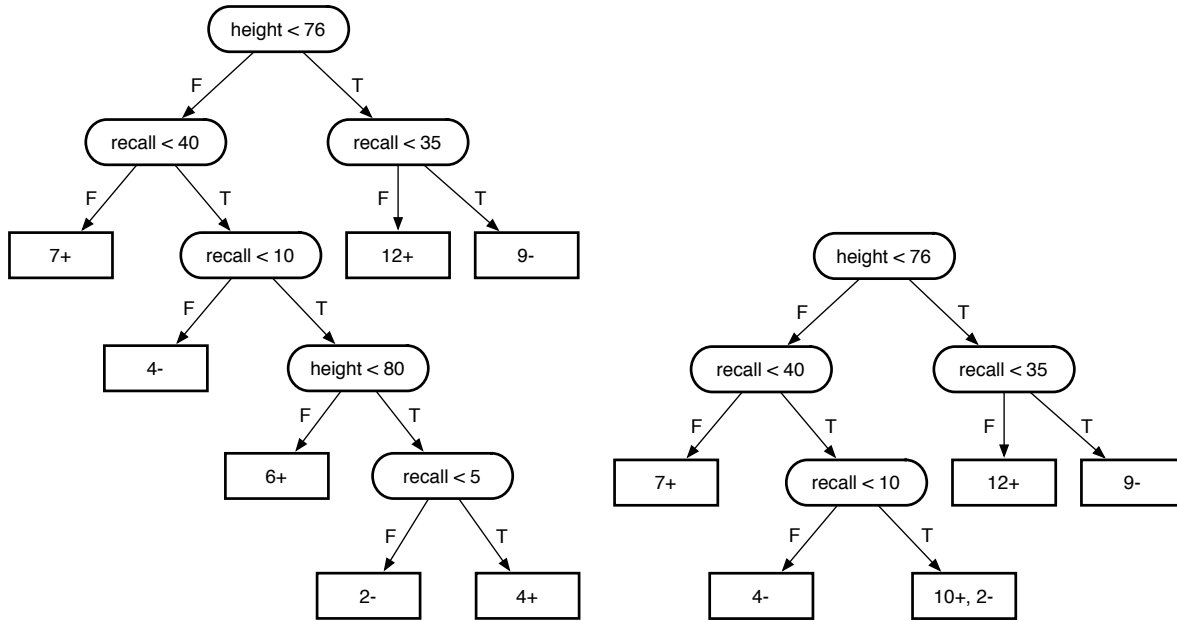 height < 76
F
T
recall < 40
recall < 35
F
T
F
T
7+
recall < 10
12+
9-
F
T
4-
height < 80
F
T
6+
recall < 5
F
T
2-
4+
height < 76
F
T
recall < 40
recall < 35
F
T
F
T
7+
recall < 10
12+
9-
F
T
4-
10+, 2-